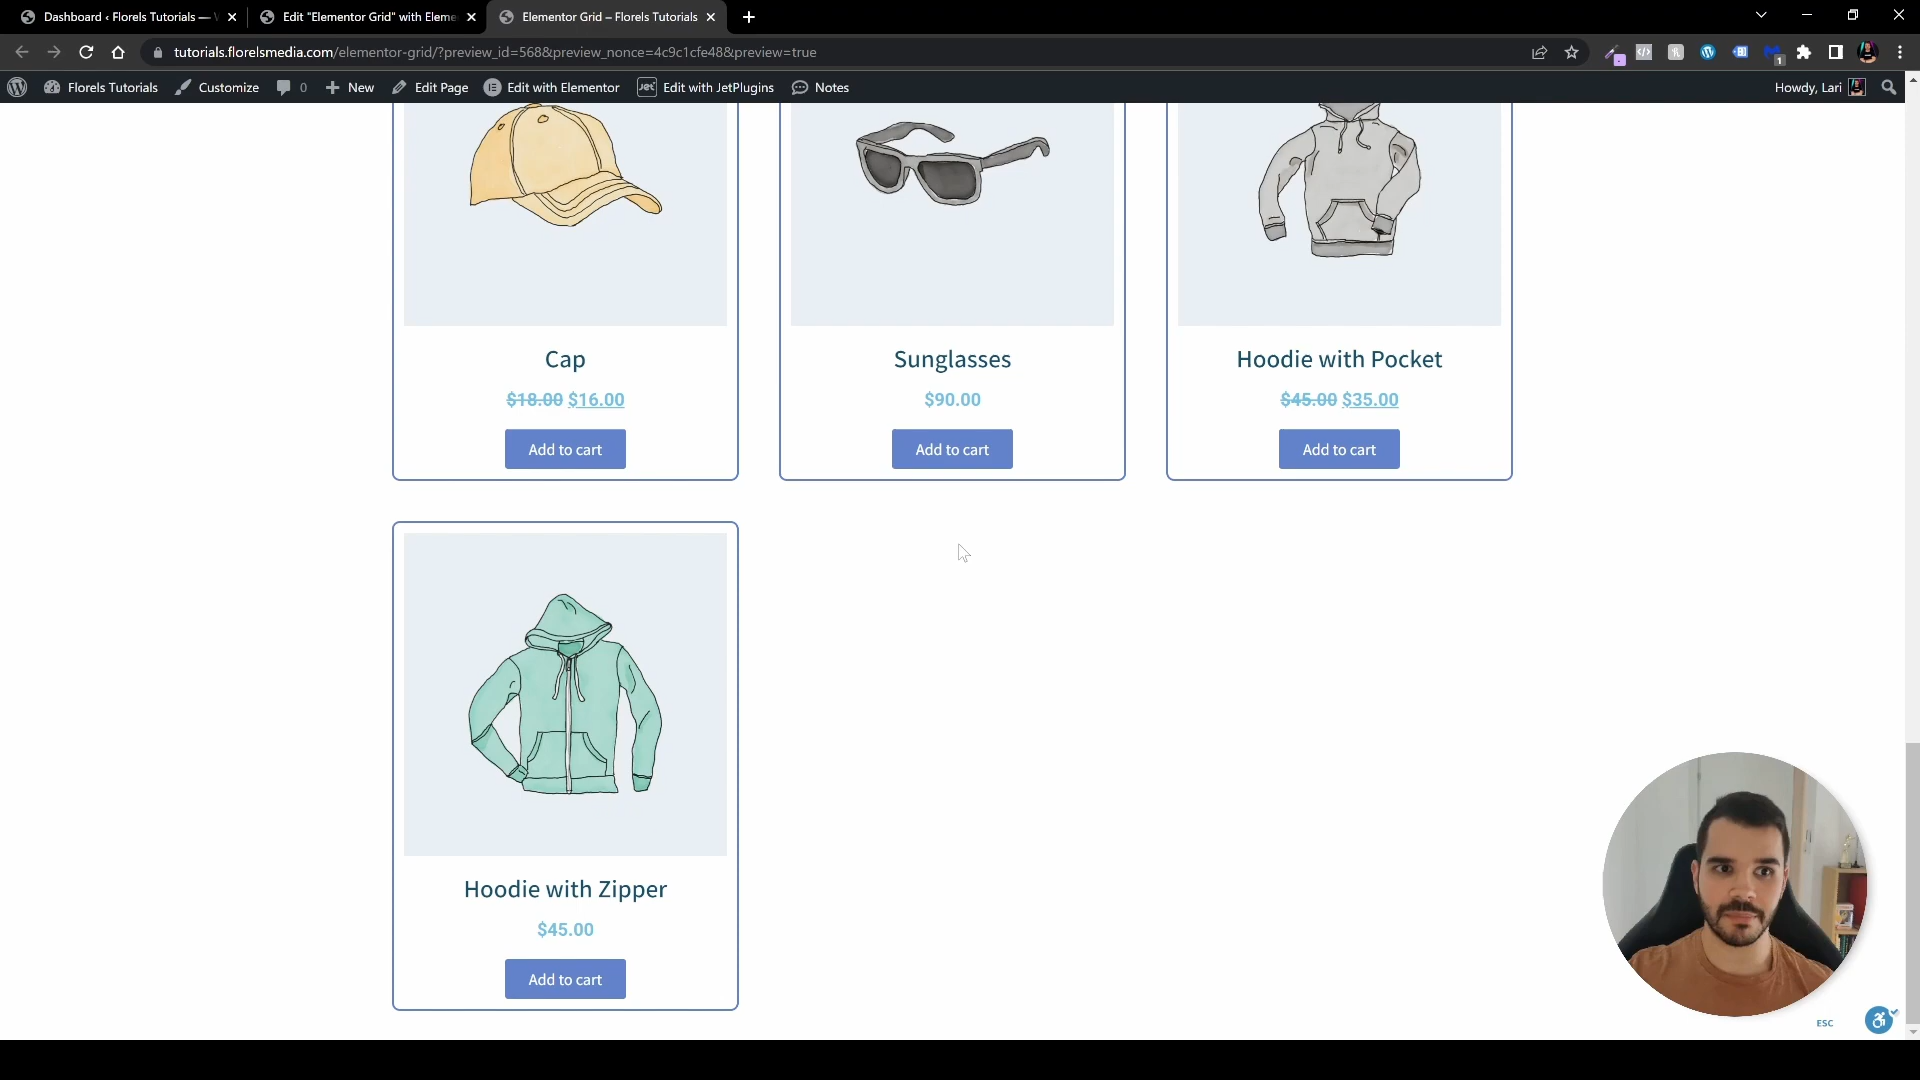 Dashboard ‹ Florels Tutorials —
Edit "Elementor Grid" with Eleme
Elementor Grid – Florels Tutorials
tutorials.florelsmedia.com/elementor-grid/?preview_id=568&preview_nonce=4c9c1cfe48&preview=true
1
Florels Tutorials
Customize
0
New
Edit Page
Edit with Elementor
Jet
Edit with JetPlugins
Notes
Howdy, Lari
Cap
Sunglasses
Hoodie with Pocket
$18.00 $16.00
$90.00
$45.00 $35.00
Add to cart
Add to cart
Add to cart
Hoodie with Zipper
$45.00
Add to cart
ESC